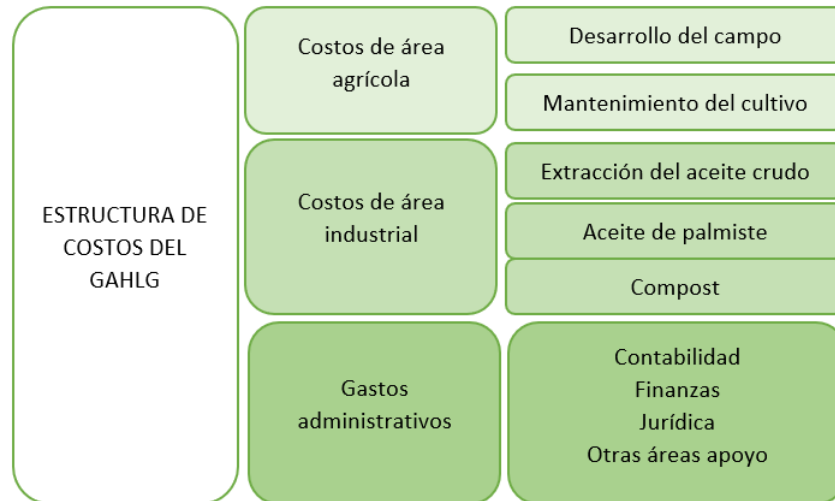 ESTRUCTURA DE
COSTOS DEL
GAHLG
Costos de área
agrícola
Desarrollo del campo
Mantenimiento del cultivo
Costos de área
industrial
Extracción del aceite crudo
Aceite de palmiste
Compost
Gastos
administrativos
Contabilidad
Finanzas
Jurídica
Otras áreas apoyo